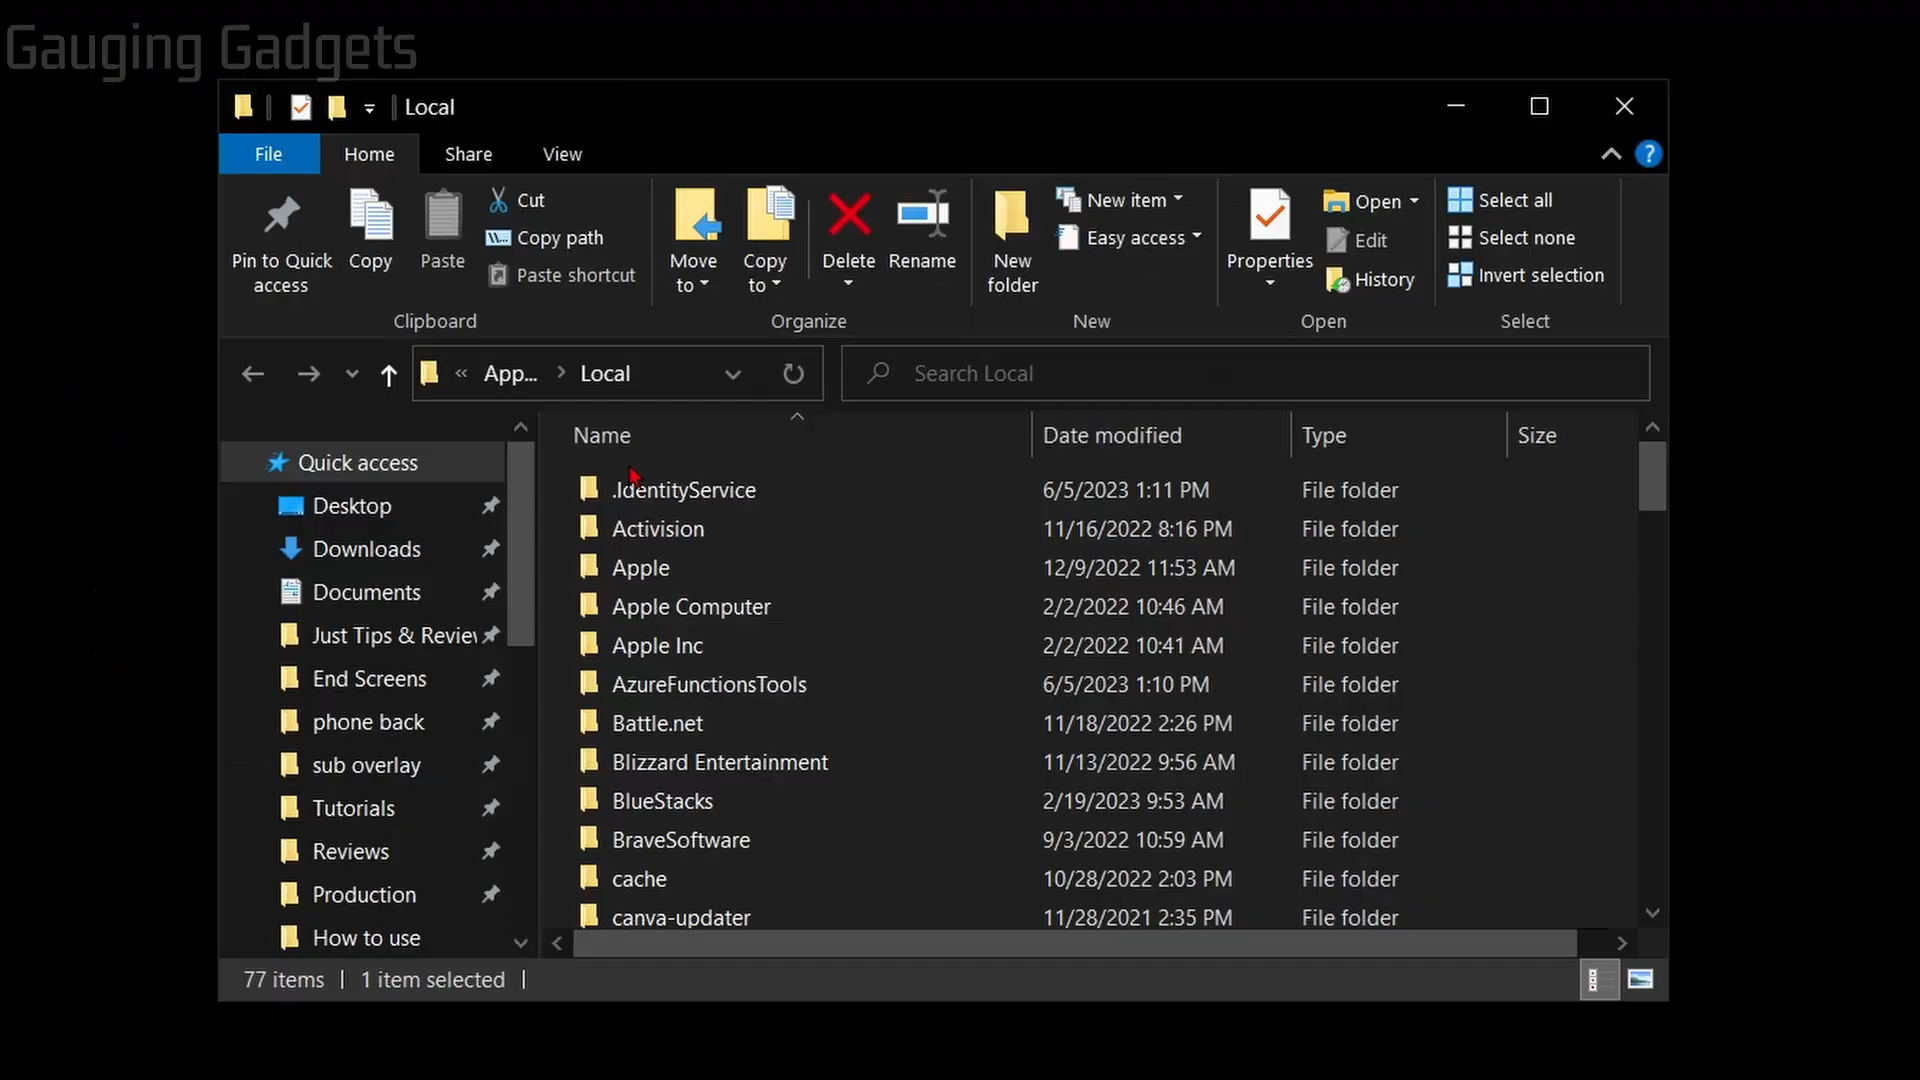 Gauging Gadgets
Local
File Home Share View
?
Pin to Quick access
Copy
Paste
Cut
Copy path
Paste shortcut
Clipboard
Move to
Copy to
Delete
Rename
Organize
New folder
New item
Easy access
New
Properties
Open
Edit
History
Open
Select all
Select none
Invert selection
Select
« App... > Local
Search Local
Quick access
Desktop
Downloads
Documents
Just Tips & Review
End Screens
phone back
sub overlay
Tutorials
Reviews
Production
How to use
Name Date modified Type Size
.IdentityService 6/5/2023 1:11 PM File folder
Activision 11/16/2022 8:16 PM File folder
Apple 12/9/2022 11:53 AM File folder
Apple Computer 2/2/2022 10:46 AM File folder
Apple Inc 2/2/2022 10:41 AM File folder
AzureFunctionsTools 6/5/2023 1:10 PM File folder
Battle.net 11/18/2022 2:26 PM File folder
Blizzard Entertainment 11/13/2022 9:56 AM File folder
BlueStacks 2/19/2023 9:53 AM File folder
BraveSoftware 9/3/2022 10:59 AM File folder
cache 10/28/2022 2:03 PM File folder
canva-updater 11/28/2021 2:35 PM File folder
77 items 1 item selected